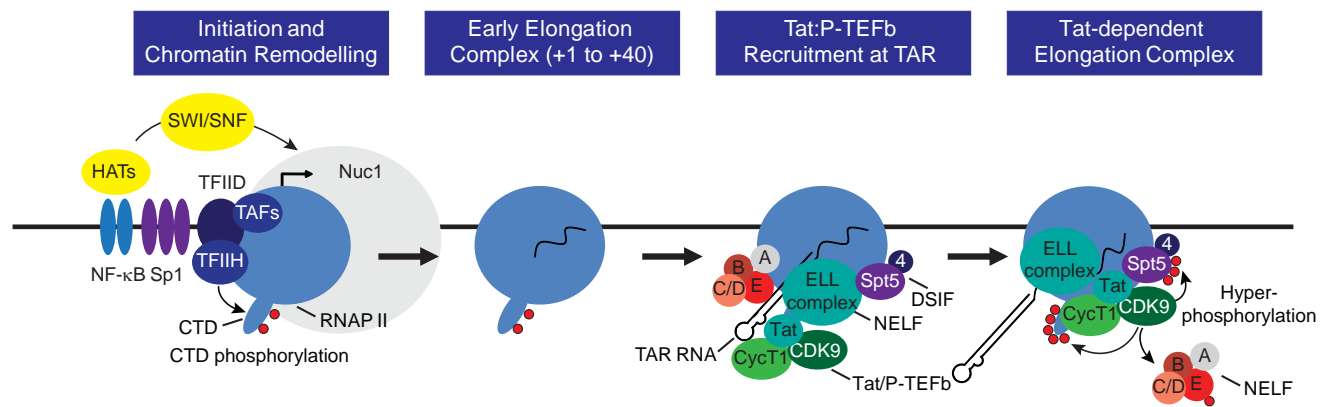 Initiation and
Chromatin Remodelling
Early Elongation
Complex (+1 to +40)
Tat:P-TEFb
Recruitment at TAR
Tat-dependent
Elongation Complex
SWI/SNF
HATs
TFIID
Nuc1
TAFs
TFIIH
NF-κB Sp1
CTD
RNAP II
CTD phosphorylation
A
B
C/D
E
ELL
complex
4
Spt5
DSIF
NELF
TAR RNA
Tat
CycT1
CDK9
Tat/P-TEFb
ELL
complex
4
Spt5
Tat
CycT1
CDK9
Hyper-
phosphorylation
A
B
C/D
E
NELF